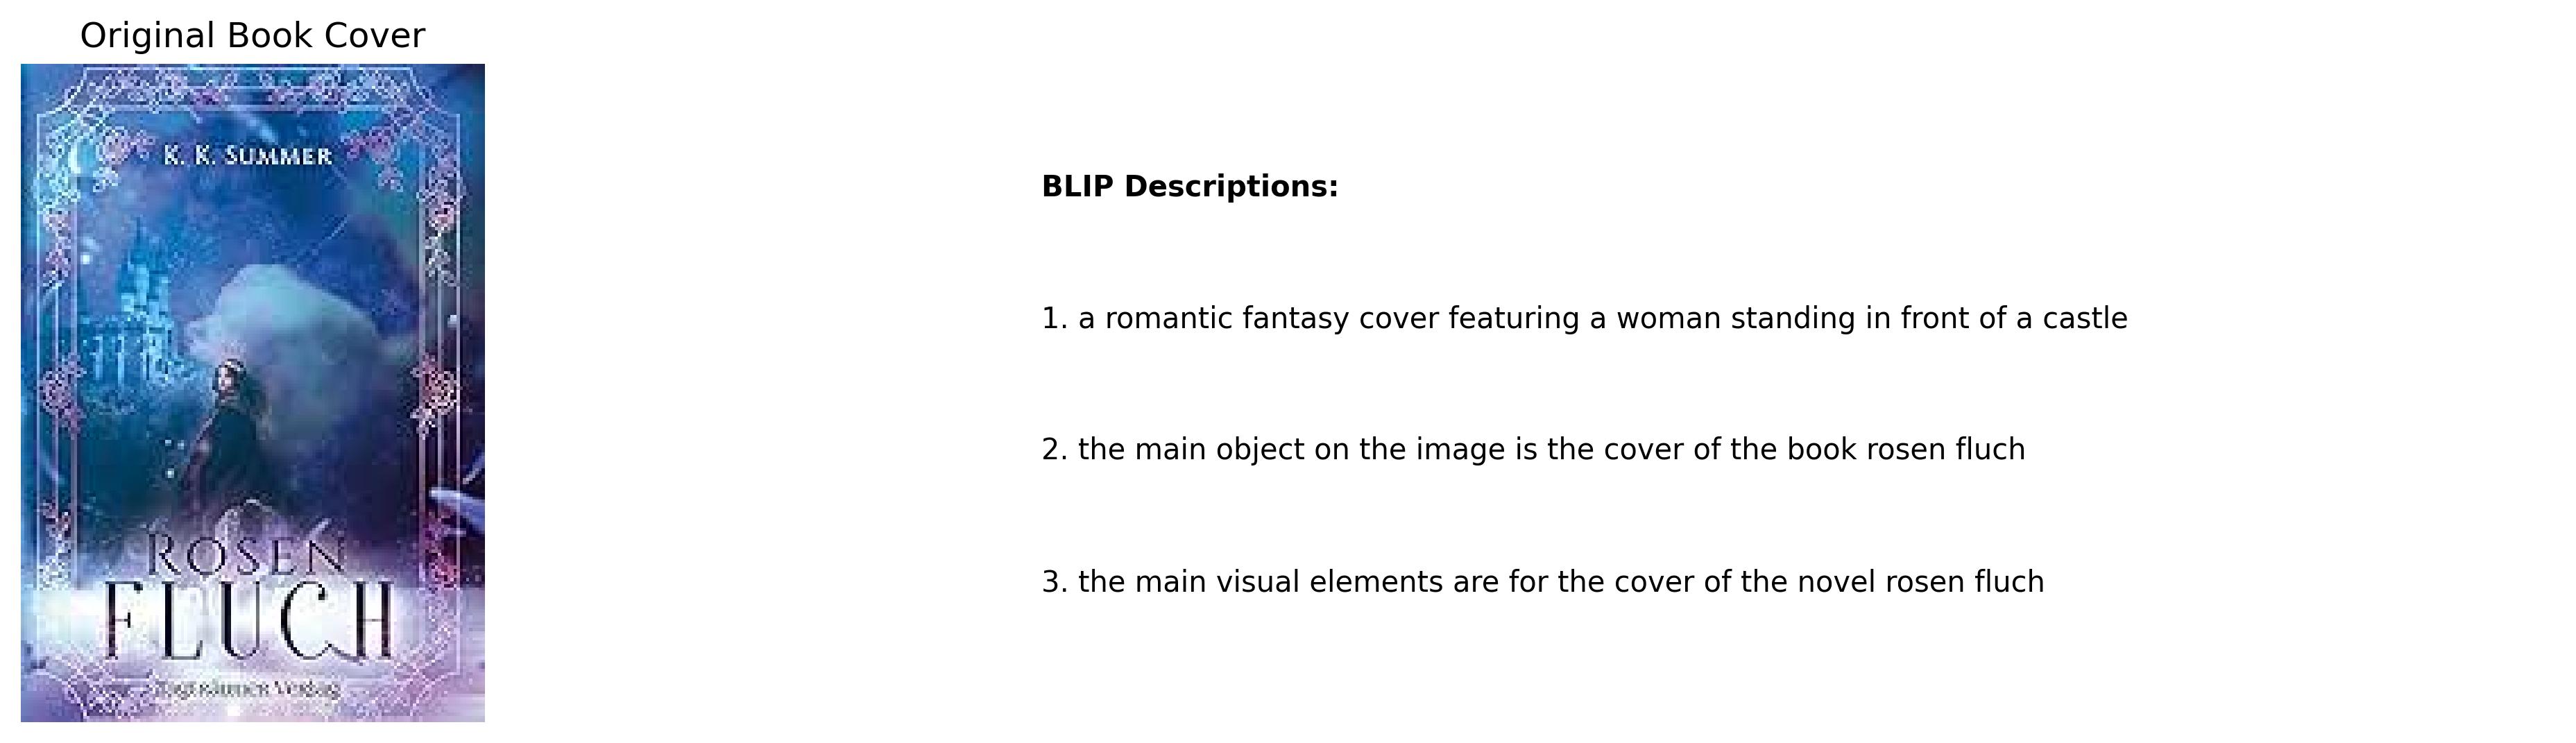 Original Book Cover
K. K. SUMMER
ROSEN
FLUCH
Tagträumer Verlag
BLIP Descriptions:
1. a romantic fantasy cover featuring a woman standing in front of a castle
2. the main object on the image is the cover of the book rosen fluch
3. the main visual elements are for the cover of the novel rosen fluch